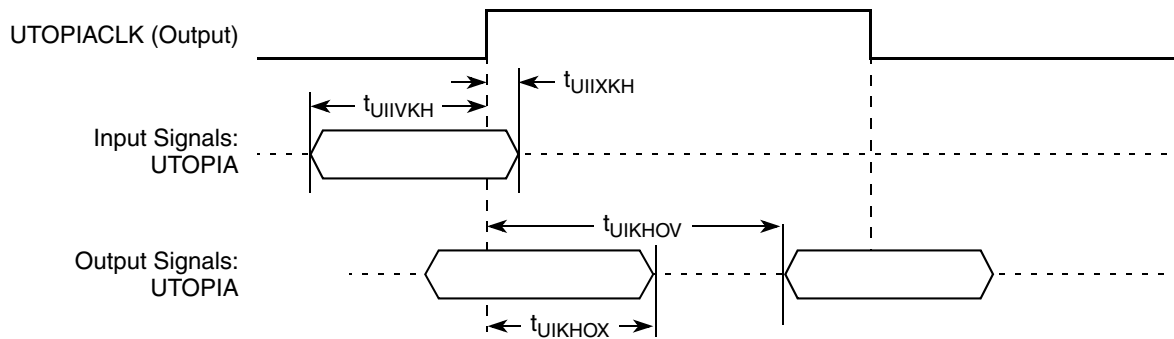 UTOPIACLK (Output)
tUIIXKH
tUIIVKH
Input Signals:
UTOPIA
tUIKHOV
Output Signals:
UTOPIA
tUIKHOX